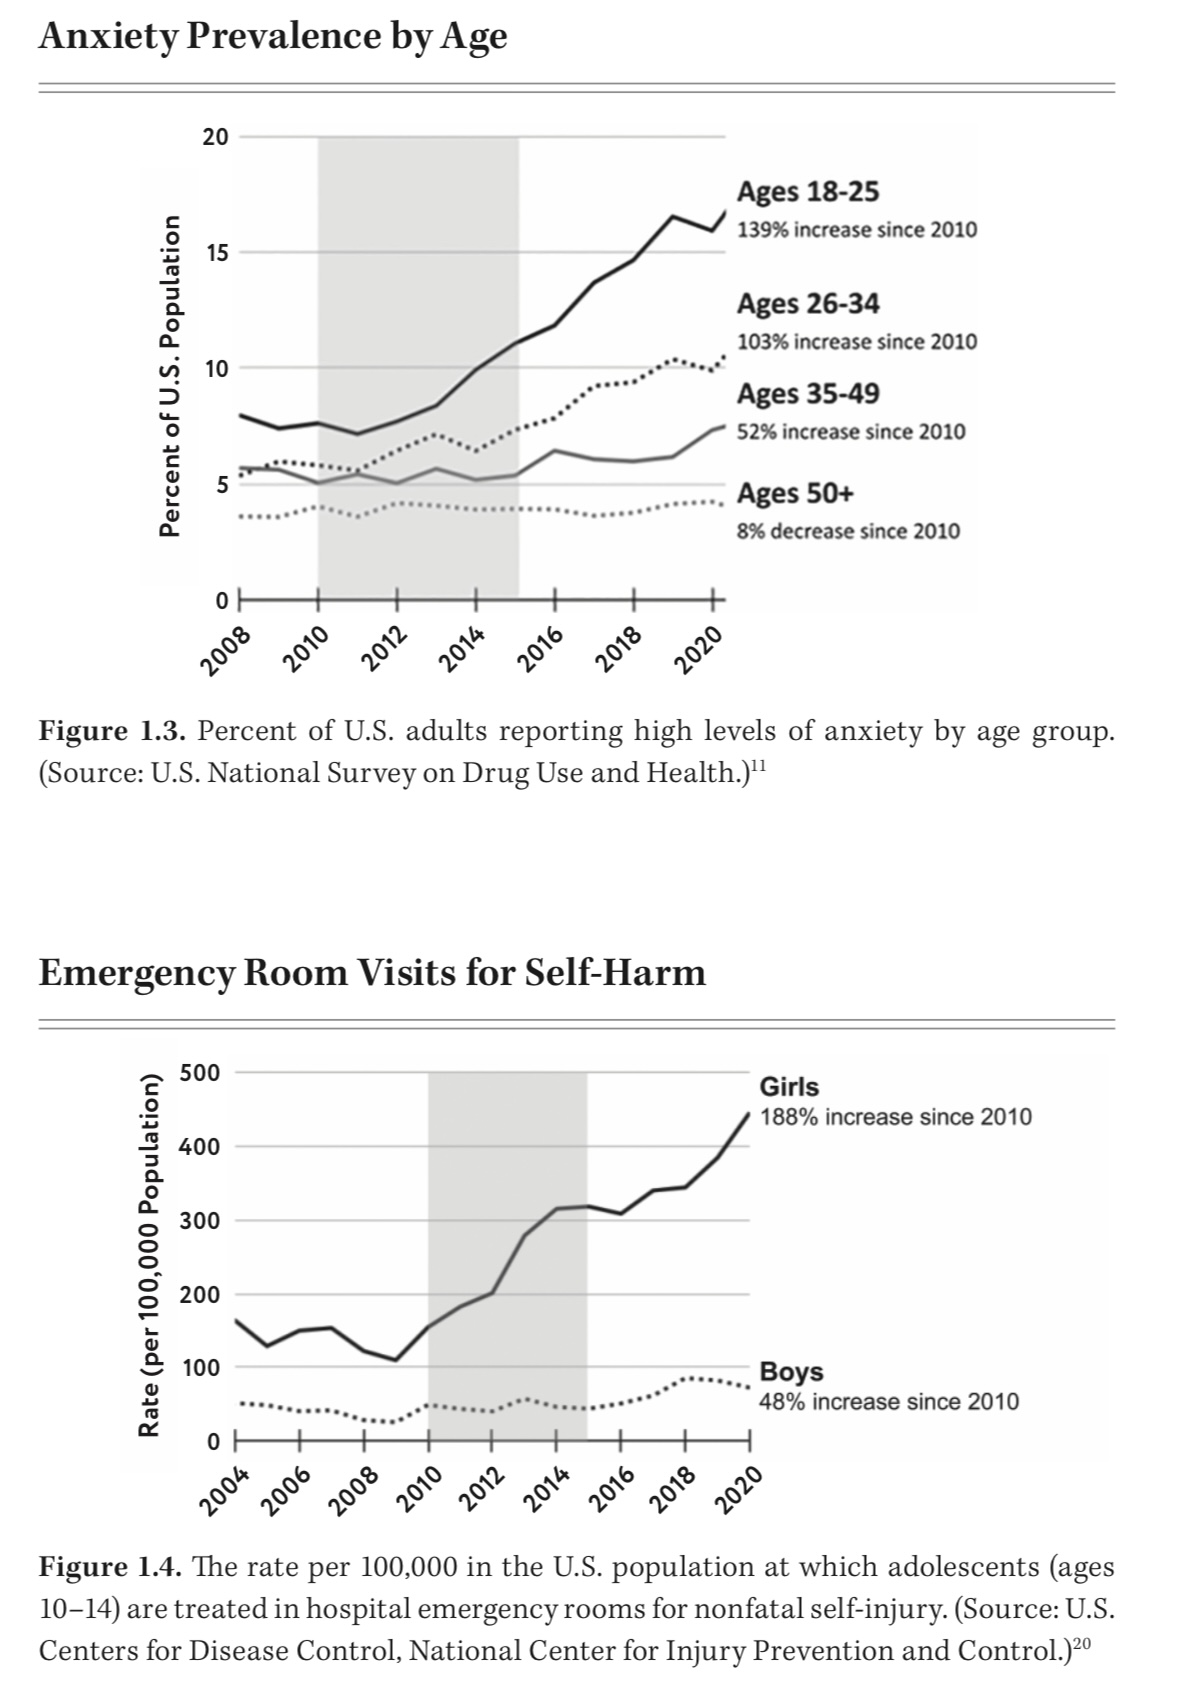 Anxiety Prevalence by Age
20
15
10
5
0
Percent of U.S. Population
Ages 18-25
139% increase since 2010
Ages 26-34
103% increase since 2010
Ages 35-49
52% increase since 2010
Ages 50+
8% decrease since 2010
2008
2010
2012
2014
2016
2018
2020
Figure 1.3. Percent of U.S. adults reporting high levels of anxiety by age group.
(Source: U.S. National Survey on Drug Use and Health.)11
Emergency Room Visits for Self-Harm
500
400
300
200
100
0
Rate (per 100,000 Population)
Girls
188% increase since 2010
Boys
48% increase since 2010
2004
2006
2008
2010
2012
2014
2016
2018
2020
Figure 1.4. The rate per 100,000 in the U.S. population at which adolescents (ages
10–14) are treated in hospital emergency rooms for nonfatal self-injury. (Source: U.S.
Centers for Disease Control, National Center for Injury Prevention and Control.)20